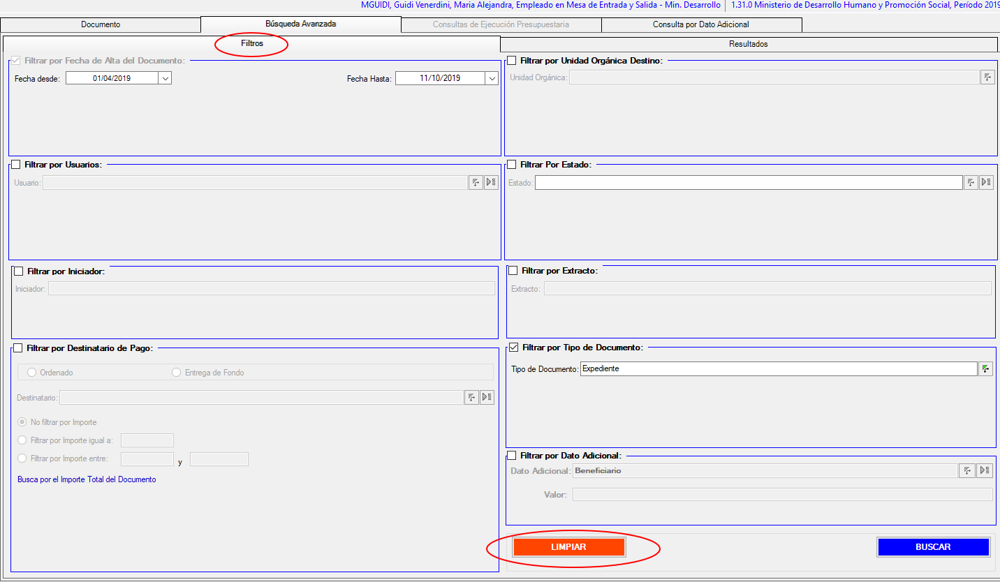 MGUIDI, Guidi Venerdini, Maria Alejandra, Empleado en Mesa de Entrada y Salida - Min. Desarrollo 1.31.0 Ministerio de Desarrollo Humano y Promoción Social, Período 2019
Documento Búsqueda Avanzada Consultas de Ejecución Presupuestaria Consulta por Dato Adicional
Filtros Resultados
Filtrar por Fecha de Alta del Documento:
Fecha desde: 01/04/2019 Fecha Hasta: 11/10/2019
Filtrar por Unidad Orgánica Destino:
Unidad Orgánica:
Filtrar por Usuarios:
Usuario:
Filtrar Por Estado:
Estado:
Filtrar por Iniciador:
Iniciador:
Filtrar por Extracto:
Extracto:
Filtrar por Destinatario de Pago:
Ordenado Entrega de Fondo
Destinatario:
No filtrar por Importe
Filtrar por Importe igual a:
Filtrar por Importe entre: y
Busca por el Importe Total del Documento
Filtrar por Tipo de Documento:
Tipo de Documento: Expediente
Filtrar por Dato Adicional:
Dato Adicional: Beneficiario
Valor:
LIMPIAR BUSCAR